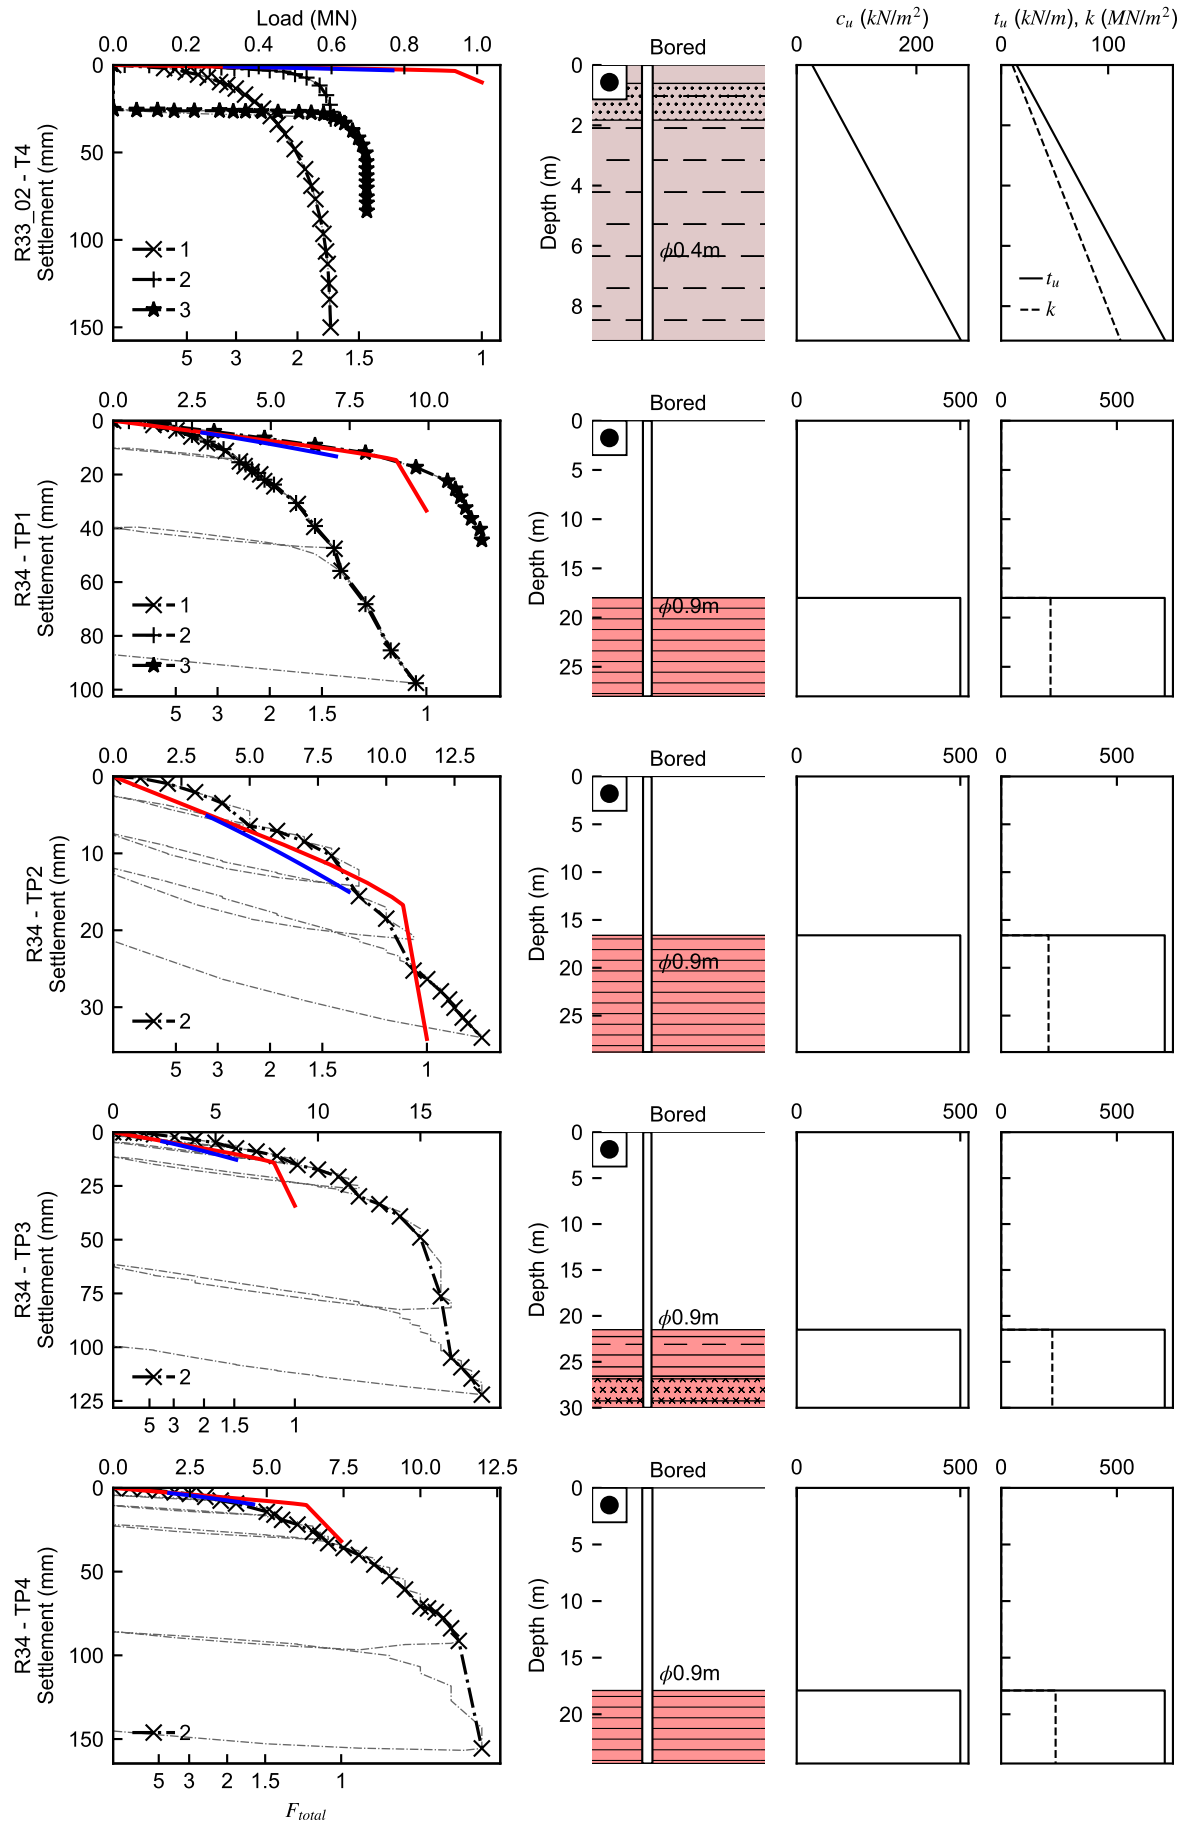 Load (MN)
0.0 0.2 0.4 0.6 0.8 1.0
R33_02 - T4
Settlement (mm)
0
50
100
150
1
2
3
5 3 2 1.5 1
Bored
Depth (m)
0
2
4
6
8
ϕ0.4m
c_u (kN/m²)
0 200
t_u (kN/m), k (MN/m²)
0 100
t_u
k
0.0 2.5 5.0 7.5 10.0
R34 - TP1
Settlement (mm)
0
20
40
60
80
100
1
2
3
5 3 2 1.5 1
Bored
Depth (m)
0
5
10
15
20
25
ϕ0.9m
0 500
0 500
0.0 2.5 5.0 7.5 10.0 12.5
R34 - TP2
Settlement (mm)
0
10
20
30
2
5 3 2 1.5 1
Bored
Depth (m)
0
5
10
15
20
25
ϕ0.9m
0 500
0 500
0 5 10 15
R34 - TP3
Settlement (mm)
0
25
50
75
100
125
2
5 3 2 1.5 1
Bored
Depth (m)
0
5
10
15
20
25
30
ϕ0.9m
0 500
0 500
0.0 2.5 5.0 7.5 10.0 12.5
R34 - TP4
Settlement (mm)
0
50
100
150
2
5 3 2 1.5 1
F_total
Bored
Depth (m)
0
5
10
15
20
ϕ0.9m
0 500
0 500